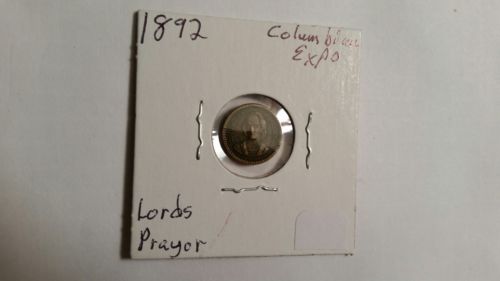 1892
Columbian
Expo
Lords
Prayor